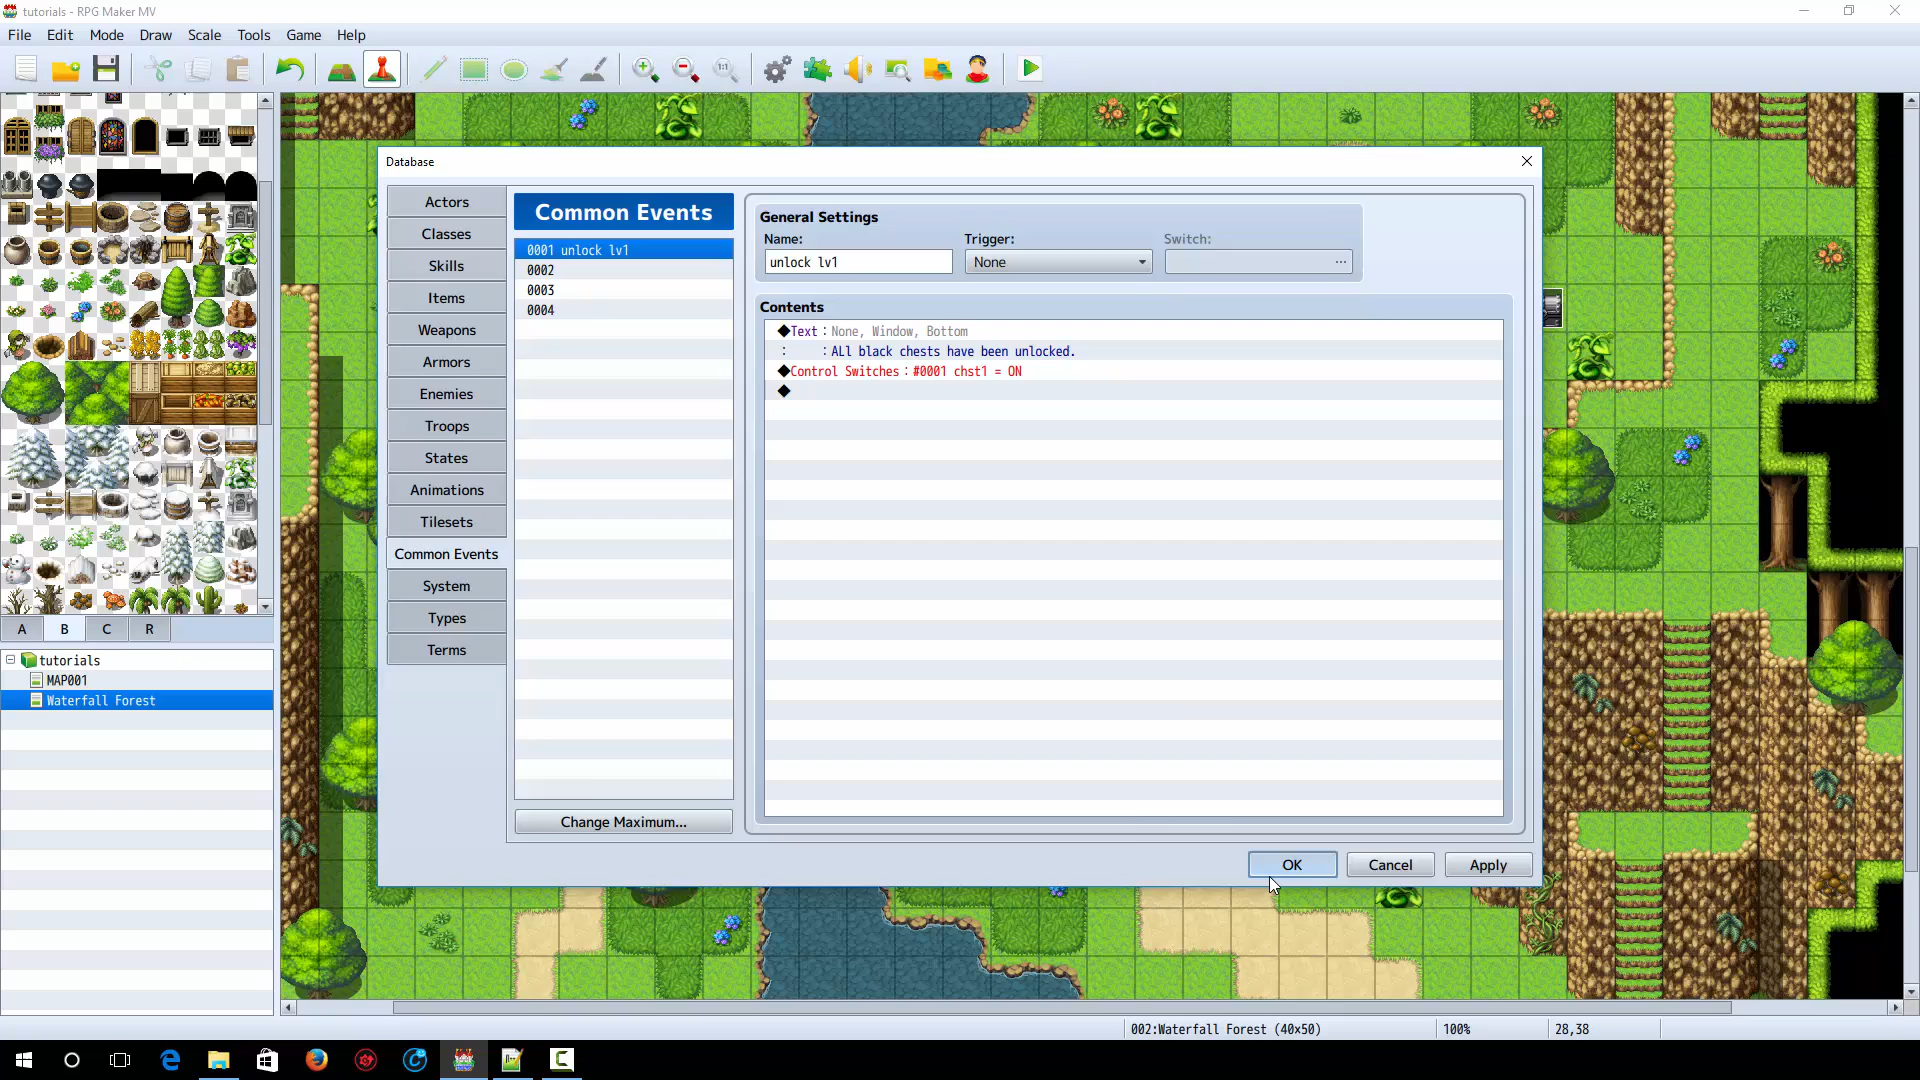 tutorials - RPG Maker MV
File Edit Mode Draw Scale Tools Game Help
1:1
Database
Actors
Classes
Skills
Items
Weapons
Armors
Enemies
Troops
States
Animations
Tilesets
Common Events
System
Types
Terms
Common Events
0001 unlock lv1
0002
0003
0004
Change Maximum...
General Settings
Name:
unlock lv1
Trigger:
None
Switch:
...
Contents
◆Text : None, Window, Bottom
: : ALl black chests have been unlocked.
◆Control Switches : #0001 chst1 = ON
◆
OK Cancel Apply
A B C R
tutorials
MAP001
Waterfall Forest
002:Waterfall Forest (40x50) 100% 28,38